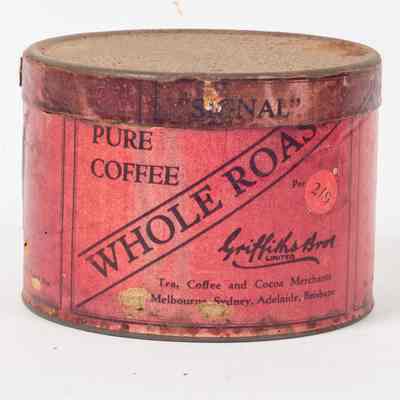 "SIGNAL"
PURE
COFFEE
WHOLE ROAS
Per
2/9
Griffiths Bros
LIMITED
Tea, Coffee and Cocoa Merchants
Melbourne, Sydney, Adelaide, Brisbane